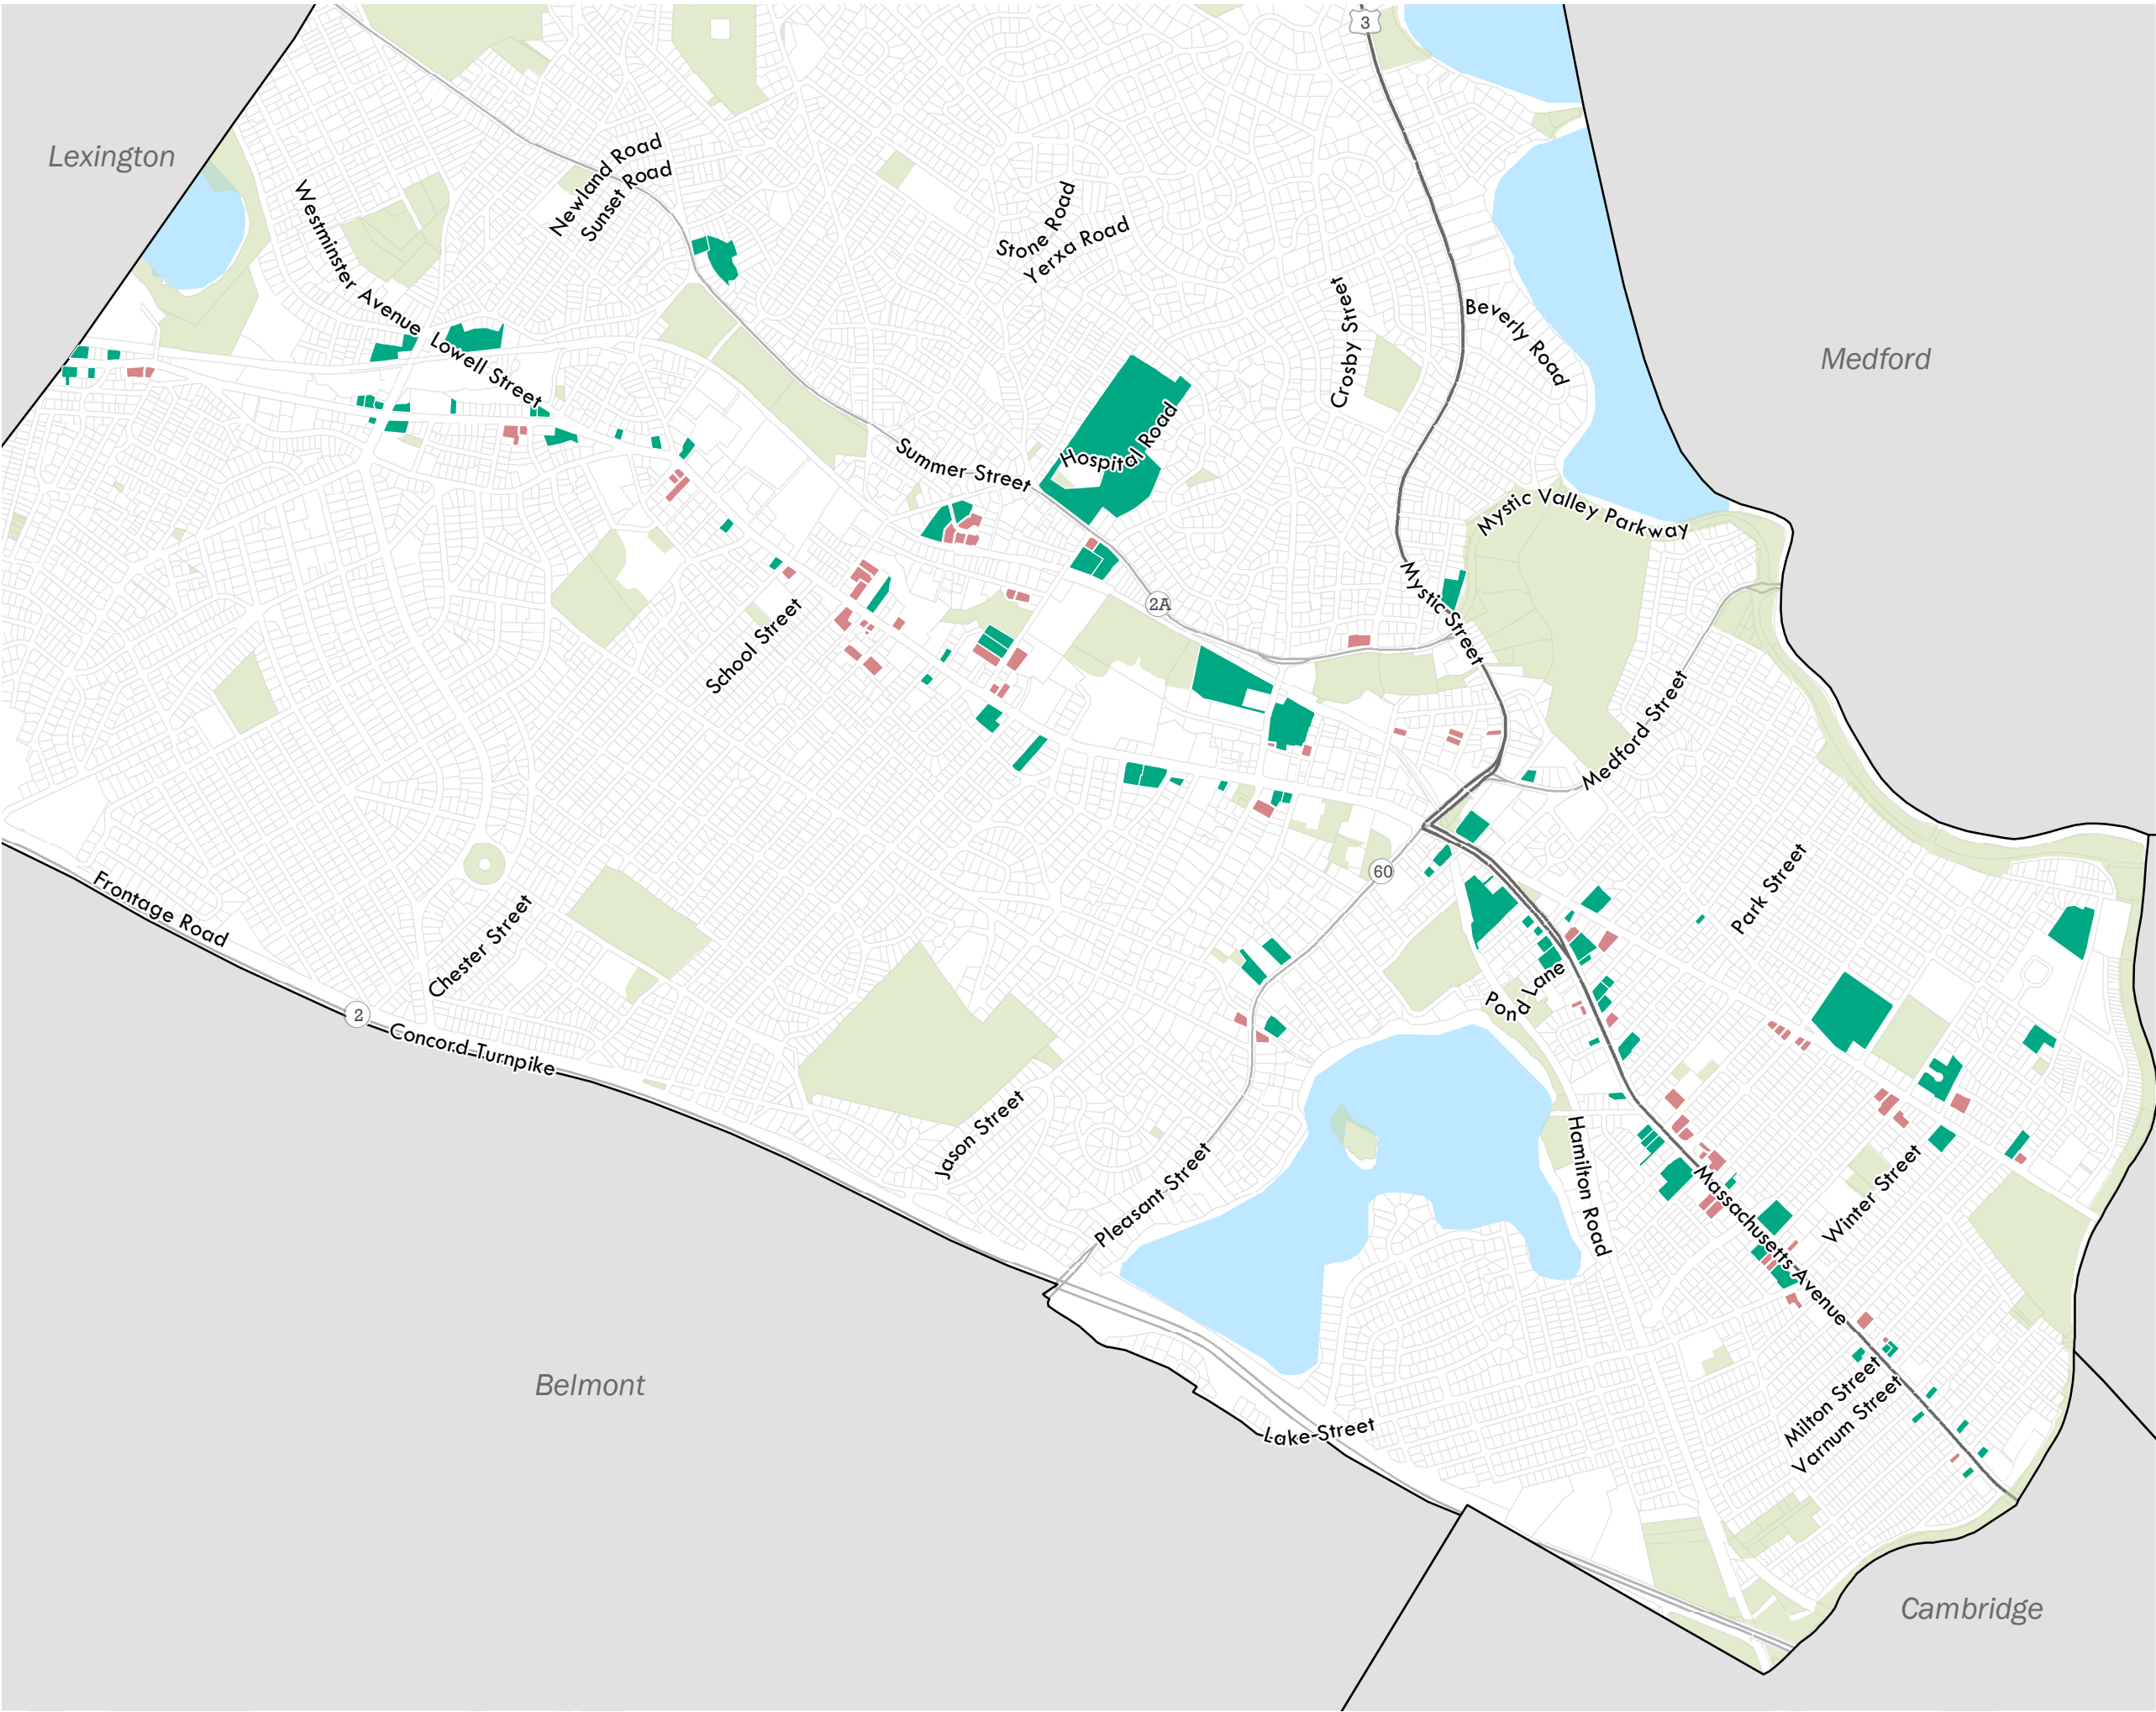 3
Lexington
Newland Road
Sunset Road
Westminster Avenue
Stone Road
Yerxa Road
Crosby Street
Beverly Road
Medford
Lowell Street
Hospital Road
Summer Street
Mystic Valley Parkway
Mystic Street
2A
School Street
Medford Street
60
Park Street
Frontage Road
Chester Street
Pond Lane
2
Concord Turnpike
Jason Street
Pleasant Street
Hamilton Road
Massachusetts Avenue
Winter Street
Belmont
Lake Street
Milton Street
Varnum Street
Cambridge